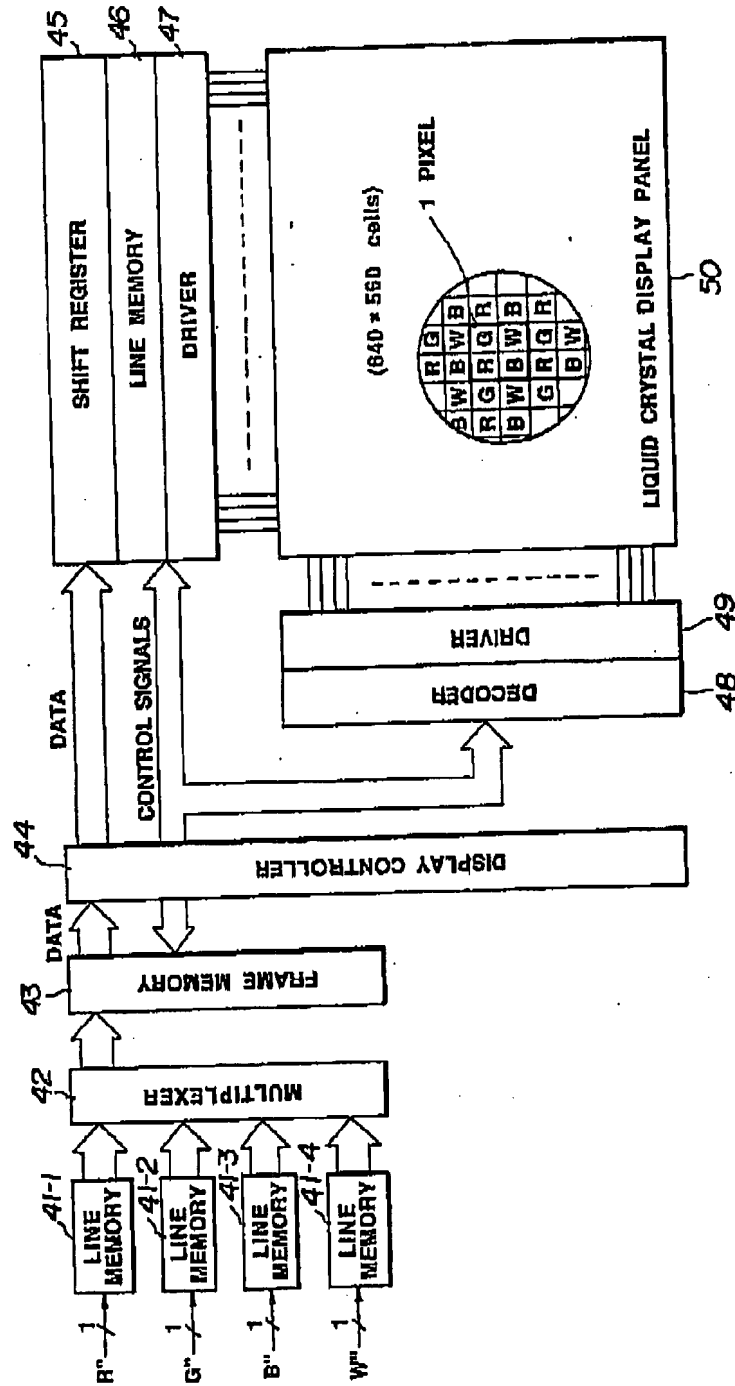 45
46
47
SHIFT REGISTER
LINE MEMORY
DRIVER
DATA
CONTROL SIGNALS
44
DISPLAY CONTROLLER
DATA
43
FRAME MEMORY
42
MULTIPLEXER
41-1
LINE
MEMORY
R"
1
41-2
LINE
MEMORY
G"
1
41-3
LINE
MEMORY
B"
1
41-4
LINE
MEMORY
W"
1
DECODER
DRIVER
48
49
(640 × 560 cells)
1 PIXEL
R G
B W B W B
R G R G R
B W B W B
G R G R
B W
LIQUID CRYSTAL DISPLAY PANEL
50